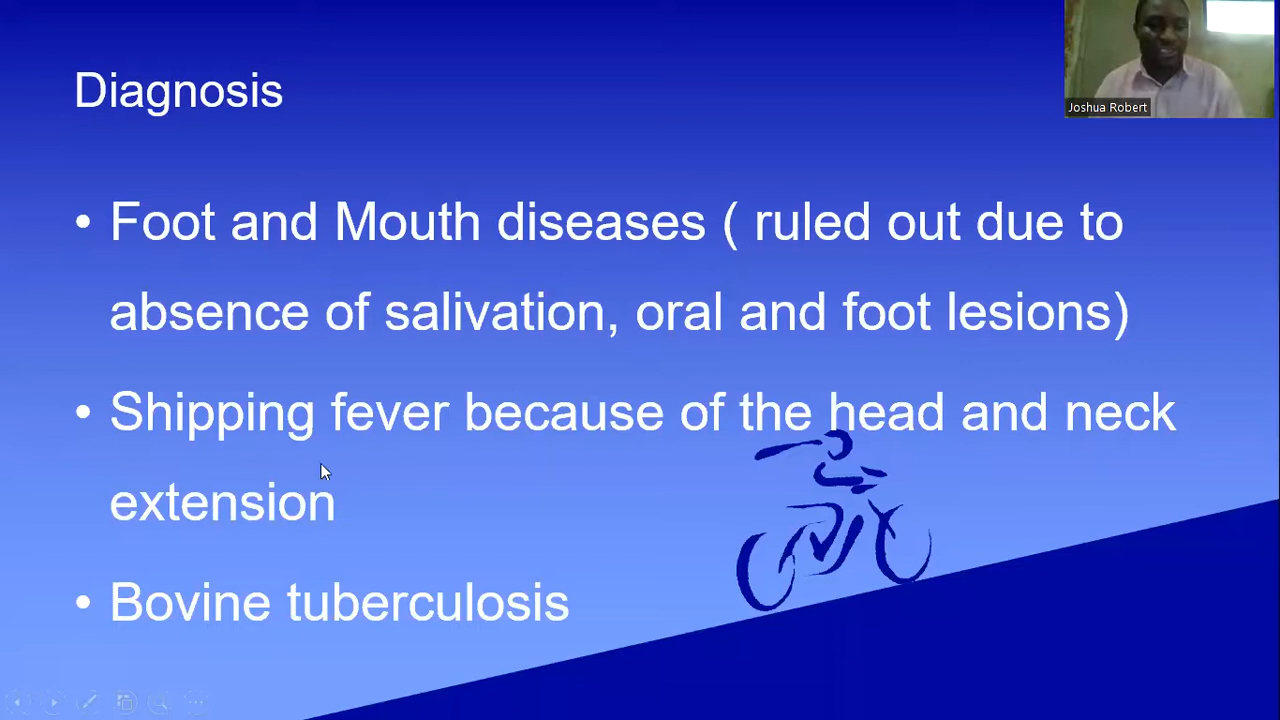 Joshua Robert
Diagnosis
• Foot and Mouth diseases ( ruled out due to
absence of salivation, oral and foot lesions)
• Shipping fever because of the head and neck
extension
• Bovine tuberculosis